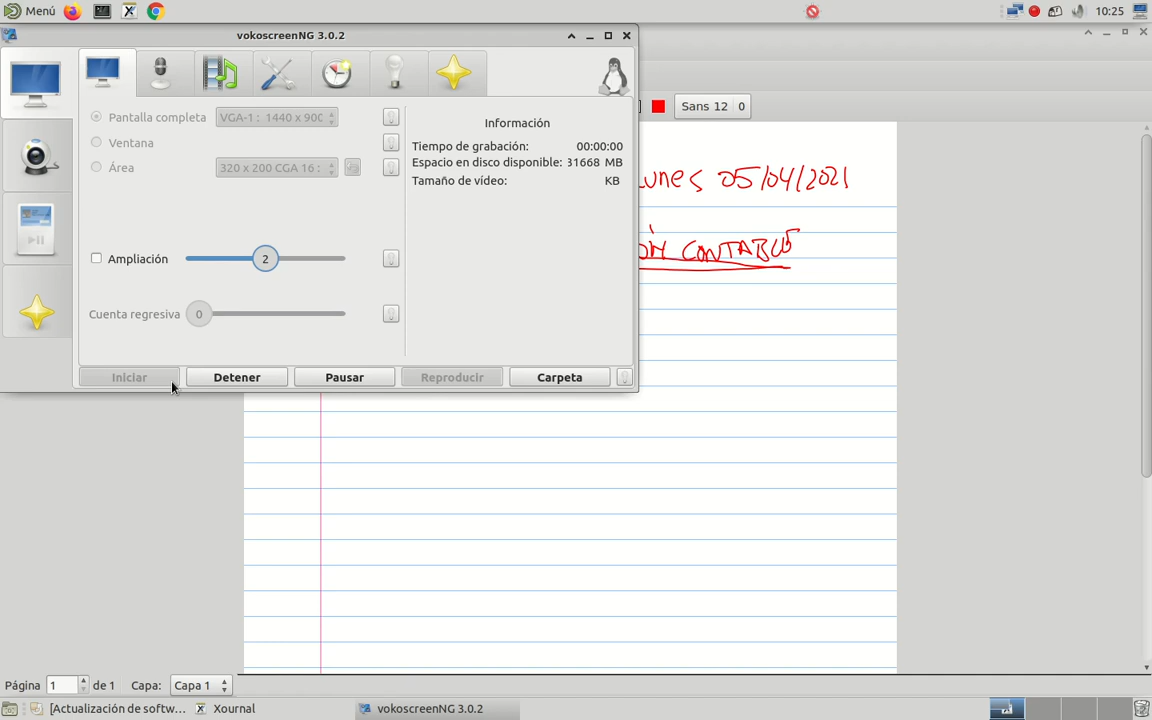 Menú
10:25
vokoscreenNG 3.0.2
Sans 12 0
Pantalla completa
VGA-1 : 1440 x 900
Ventana
Área
320 x 200 CGA 16 :
Información
Tiempo de grabación: 00:00:00
Espacio en disco disponible: 31668 MB
Tamaño de vídeo: KB
Lunes 05/04/2021
CONTABLE
Ampliación
2
Cuenta regresiva
0
Iniciar
Detener
Pausar
Reproducir
Carpeta
Página 1 de 1 Capa: Capa 1
[Actualización de softw...
Xournal
vokoscreenNG 3.0.2